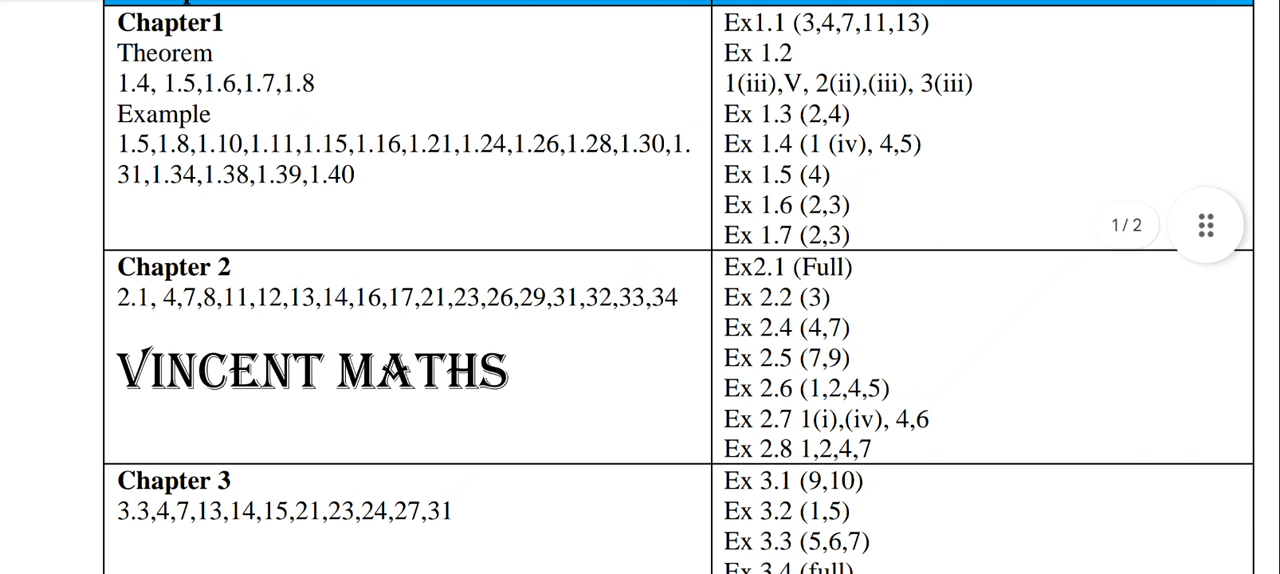 Chapter1
Theorem
1.4, 1.5,1.6,1.7,1.8
Example
1.5,1.8,1.10,1.11,1.15,1.16,1.21,1.24,1.26,1.28,1.30,1.
31,1.34,1.38,1.39,1.40
Ex1.1 (3,4,7,11,13)
Ex 1.2
1(iii),V, 2(ii),(iii), 3(iii)
Ex 1.3 (2,4)
Ex 1.4 (1 (iv), 4,5)
Ex 1.5 (4)
Ex 1.6 (2,3)
Ex 1.7 (2,3)
1/2
Chapter 2
2.1, 4,7,8,11,12,13,14,16,17,21,23,26,29,31,32,33,34
VINCENT MATHS
Ex2.1 (Full)
Ex 2.2 (3)
Ex 2.4 (4,7)
Ex 2.5 (7,9)
Ex 2.6 (1,2,4,5)
Ex 2.7 1(i),(iv), 4,6
Ex 2.8 1,2,4,7
Chapter 3
3.3,4,7,13,14,15,21,23,24,27,31
Ex 3.1 (9,10)
Ex 3.2 (1,5)
Ex 3.3 (5,6,7)
Ex 3.4 (full)